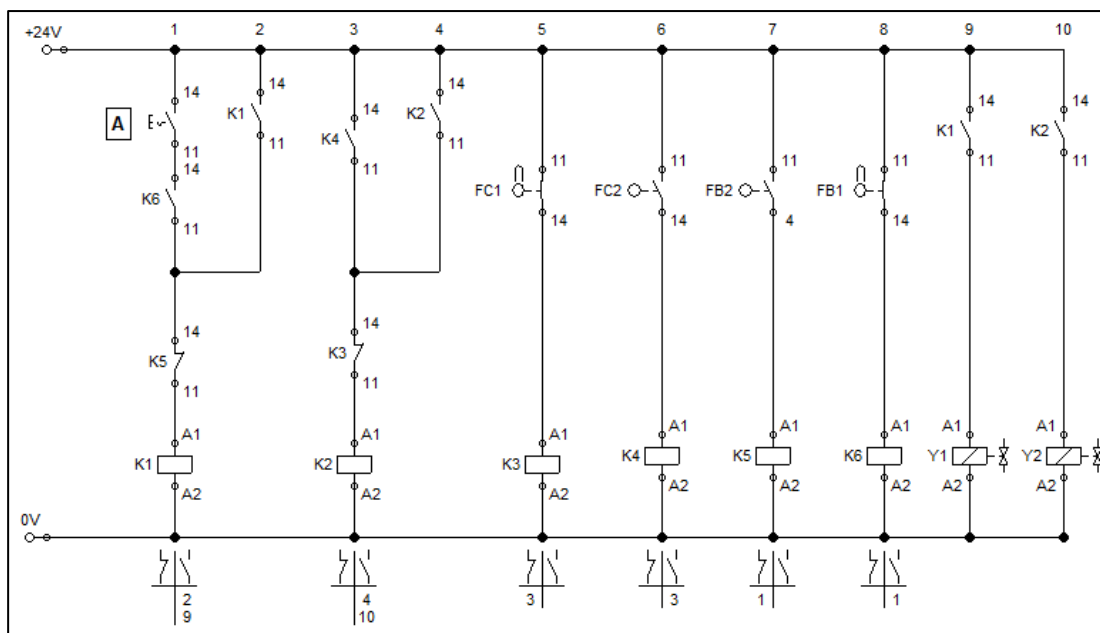 1 2 3 4 5 6 7 8 9 10
+24V
14 14 14 14 14 14
A K1 K4 K2 K1 K2
11 11 11 11 11 11
14 11 11 11 11
K6 FC1 FC2 FB2 FB1
11 14 14 4 14
14 14
K5 K3
11 11
A1 A1 A1 A1 A1 A1 A1 A1
K1 K2 K3 K4 K5 K6 Y1 Y2
A2 A2 A2 A2 A2 A2 A2 A2
0V
2 4 3 3 1 1
9 10